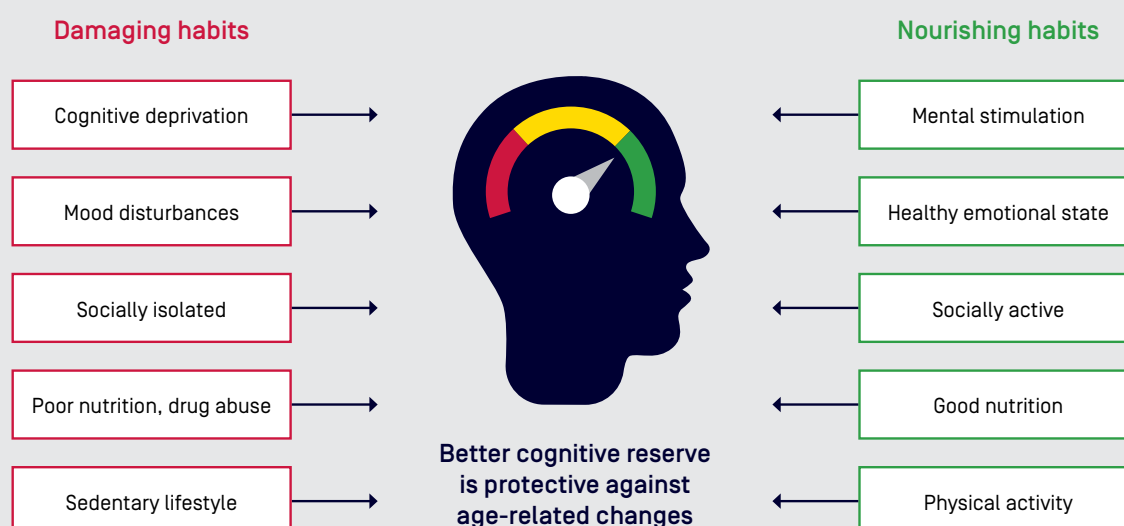 Damaging habits
Cognitive deprivation
Mood disturbances
Socially isolated
Poor nutrition, drug abuse
Sedentary lifestyle
Better cognitive reserve
is protective against
age-related changes
Nourishing habits
Mental stimulation
Healthy emotional state
Socially active
Good nutrition
Physical activity